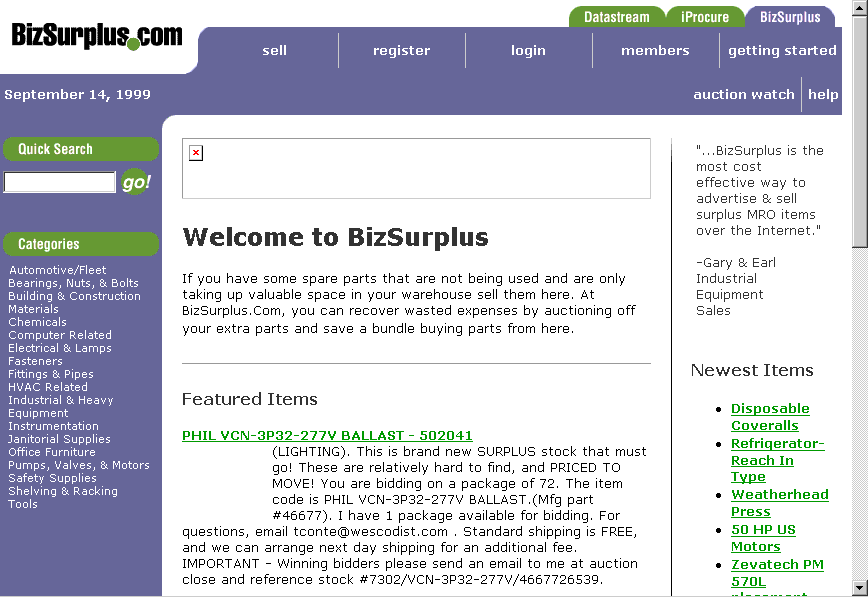 BizSurplus.com
Datastream
iProcure
BizSurplus
sell
register
login
members
getting started
September 14, 1999
auction watch
help
Quick Search
go!
Categories
Automotive/Fleet
Bearings, Nuts, & Bolts
Building & Construction
Materials
Chemicals
Computer Related
Electrical & Lamps
Fasteners
Fittings & Pipes
HVAC Related
Industrial & Heavy
Equipment
Instrumentation
Janitorial Supplies
Office Furniture
Pumps, Valves, & Motors
Safety Supplies
Shelving & Racking
Tools
Welcome to BizSurplus
If you have some spare parts that are not being used and are only
taking up valuable space in your warehouse sell them here. At
BizSurplus.Com, you can recover wasted expenses by auctioning off
your extra parts and save a bundle buying parts from here.
Featured Items
PHIL VCN-3P32-277V BALLAST - 502041
(LIGHTING). This is brand new SURPLUS stock that must
go! These are relatively hard to find, and PRICED TO
MOVE! You are bidding on a package of 72. The item
code is PHIL VCN-3P32-277V BALLAST.(Mfg part
#46677). I have 1 package available for bidding. For
questions, email tconte@wescodist.com . Standard shipping is FREE,
and we can arrange next day shipping for an additional fee.
IMPORTANT - Winning bidders please send an email to me at auction
close and reference stock #7302/VCN-3P32-277V/4667726539.
"...BizSurplus is the
most cost
effective way to
advertise & sell
surplus MRO items
over the Internet."
-Gary & Earl
Industrial
Equipment
Sales
Newest Items
Disposable
Coveralls
Refrigerator-
Reach In
Type
Weatherhead
Press
50 HP US
Motors
Zevatech PM
570L
placement